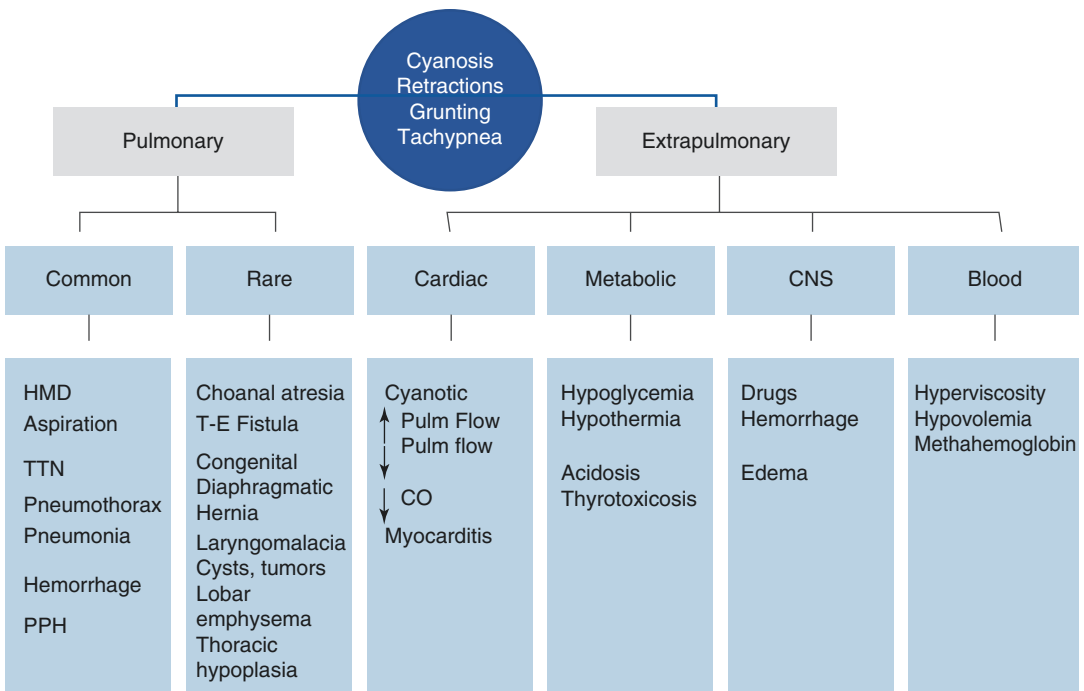 Cyanosis
Retractions
Grunting
Tachypnea
Pulmonary
Extrapulmonary
Common
Rare
Cardiac
Metabolic
CNS
Blood
HMD
Aspiration
TTN
Pneumothorax
Pneumonia
Hemorrhage
PPH
Choanal atresia
T-E Fistula
Congenital
Diaphragmatic
Hernia
Laryngomalacia
Cysts, tumors
Lobar
emphysema
Thoracic
hypoplasia
Cyanotic
Pulm Flow
Pulm flow
CO
Myocarditis
Hypoglycemia
Hypothermia
Acidosis
Thyrotoxicosis
Drugs
Hemorrhage
Edema
Hyperviscosity
Hypovolemia
Methahemoglobin